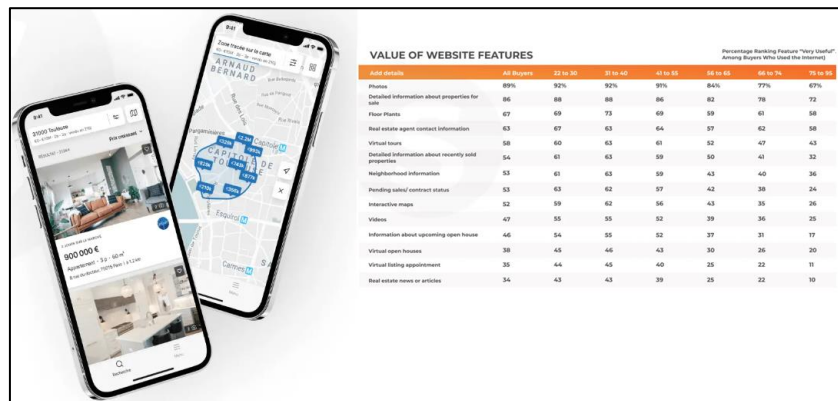 9:41
Zone tracée sur la carte
ARNAUD
BERNARD
Capitole
CAPITOLE DE
Esquirol
Carmes
9:41
31000 Toulouse
Prix croissant
900 000 €
Appartement - 3 p - 60 m²
Recherche
Menu
VALUE OF WEBSITE FEATURES
Percentage Ranking Feature "Very Useful"
Among Buyers Who Used the Internet)
Add details All Buyers 22 to 30 31 to 40 41 to 55 56 to 65 66 to 74 75 to 95
Photos 89% 92% 92% 91% 84% 77% 67%
Detailed information about properties for
sale 86 88 88 86 82 78 72
Floor Plants 67 69 73 69 59 61 58
Real estate agent contact information 63 67 63 64 57 62 58
Virtual tours 58 60 63 61 52 47 43
Detailed information about recently sold
properties 54 61 63 59 50 41 32
Neighborhood information 53 61 63 59 43 40 36
Pending sales/ contract status 53 63 62 57 42 38 24
Interactive maps 52 59 62 56 43 35 26
Videos 47 55 55 52 39 36 25
Information about upcoming open house 46 54 55 52 37 31 17
Virtual open houses 38 45 46 43 30 26 20
Virtual listing appointment 35 44 45 40 25 22 11
Real estate news or articles 34 43 43 39 25 22 10